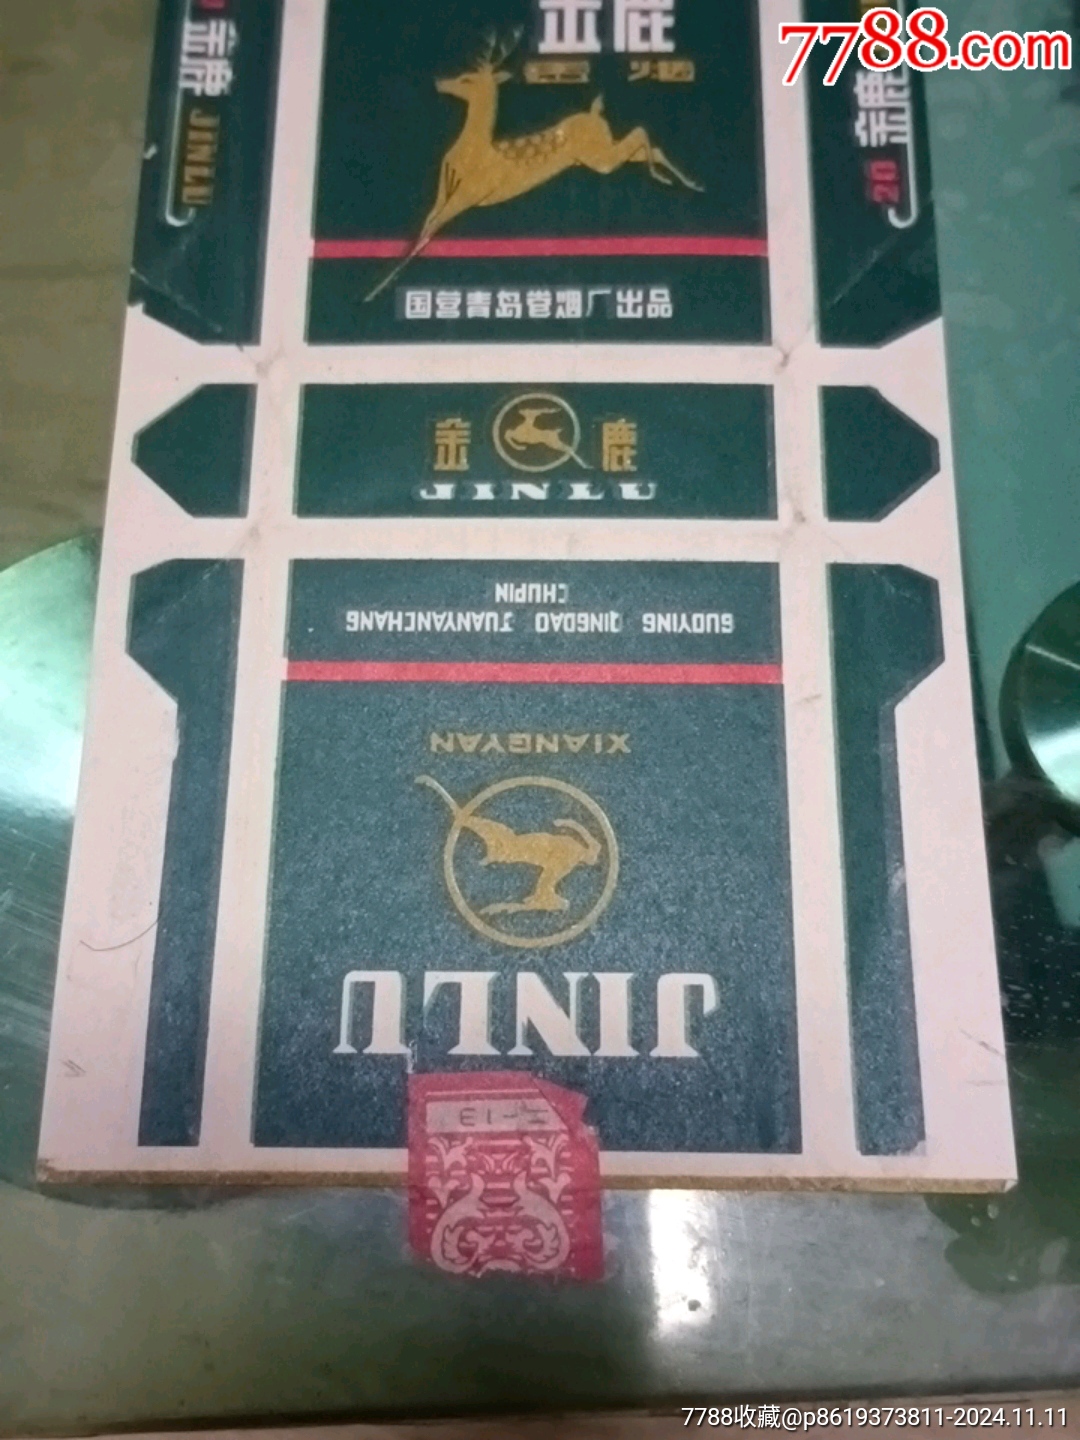 7788.com
金鹿
香烟
金鹿 JINLU
金鹿
20
国营青岛卷烟厂出品
金鹿
JINLU
GUOYING QINGDAO JUANYANCHANG
CHUPIN
XIANGYAN
JINLU
7788收藏@p8619373811-2024.11.11